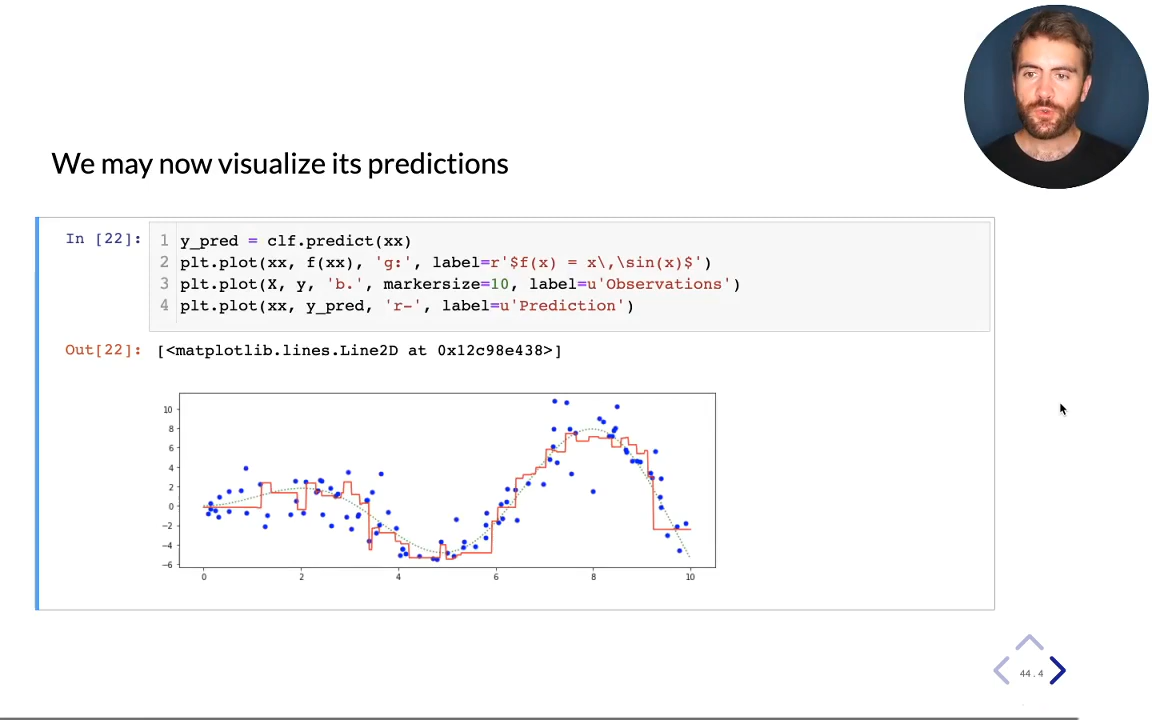 We may now visualize its predictions
In [22]:
1 y_pred = clf.predict(xx)
2 plt.plot(xx, f(xx), 'g:', label=r'$f(x) = x\,\sin(x)$')
3 plt.plot(X, y, 'b.', markersize=10, label=u'Observations')
4 plt.plot(xx, y_pred, 'r-', label=u'Prediction')
Out[22]: [<matplotlib.lines.Line2D at 0x12c98e438>]
10
8
6
4
2
0
−2
−4
−6
0 2 4 6 8 10
44.4